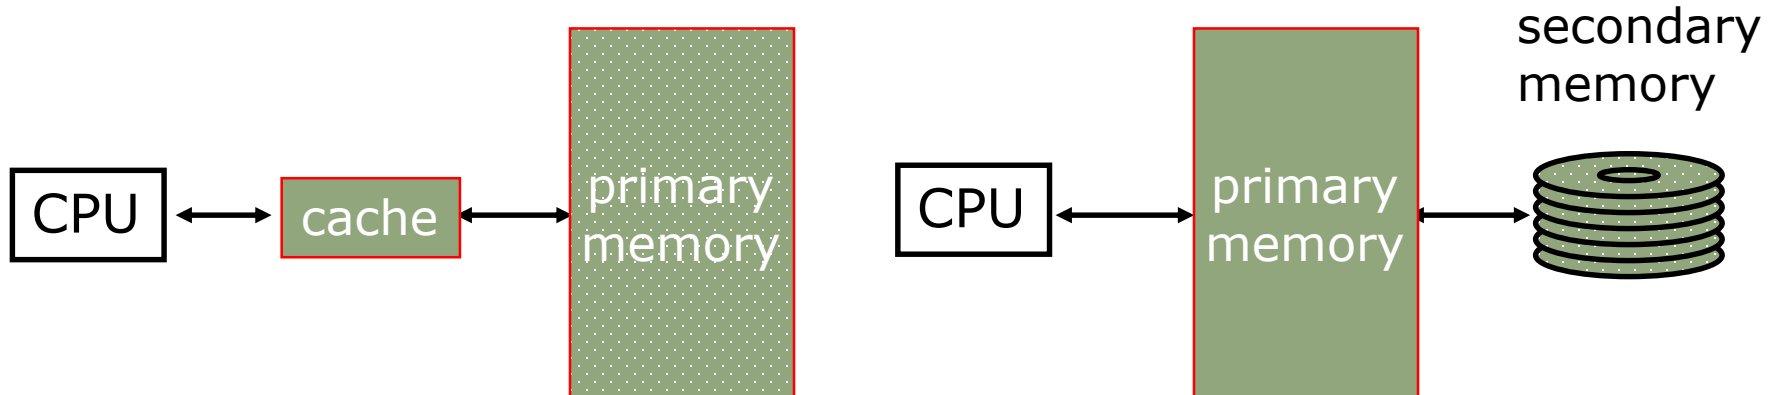 CPU
cache
primary
memory
CPU
primary
memory
secondary
memory